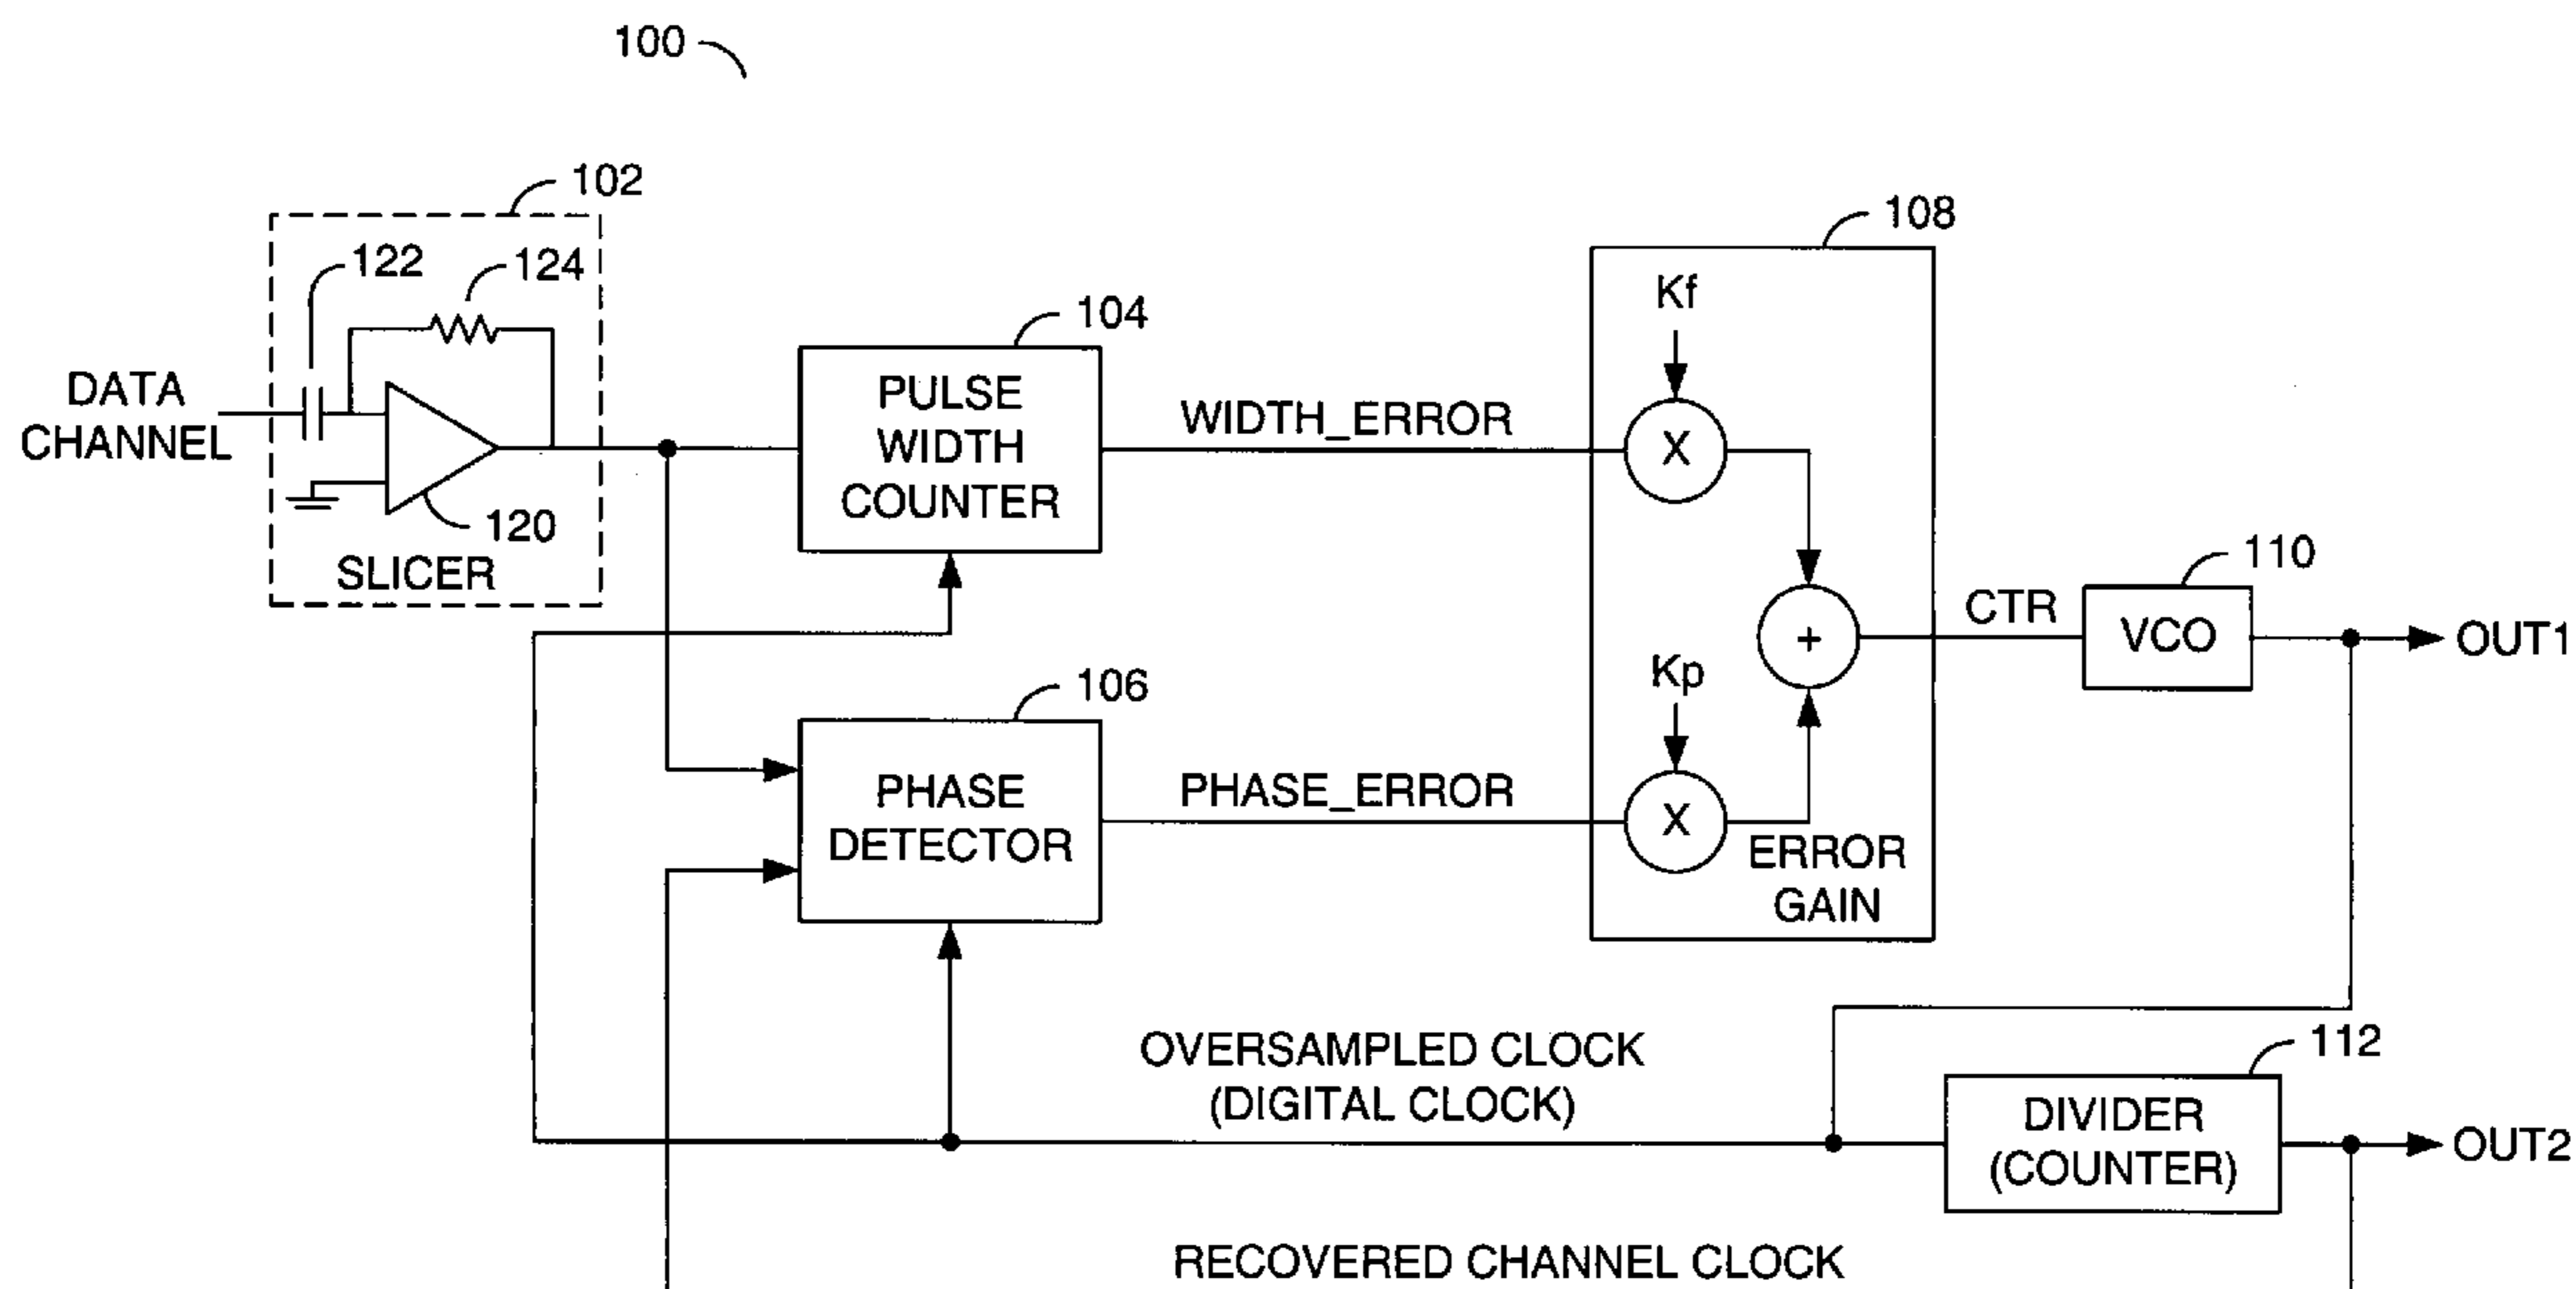 100
102
122
124
DATA
CHANNEL
120
SLICER
104
PULSE
WIDTH
COUNTER
WIDTH_ERROR
108
Kf
X
+
CTR
110
VCO
OUT1
106
PHASE
DETECTOR
PHASE_ERROR
Kp
X
ERROR
GAIN
OVERSAMPLED CLOCK
(DIGITAL CLOCK)
112
DIVIDER
(COUNTER)
OUT2
RECOVERED CHANNEL CLOCK